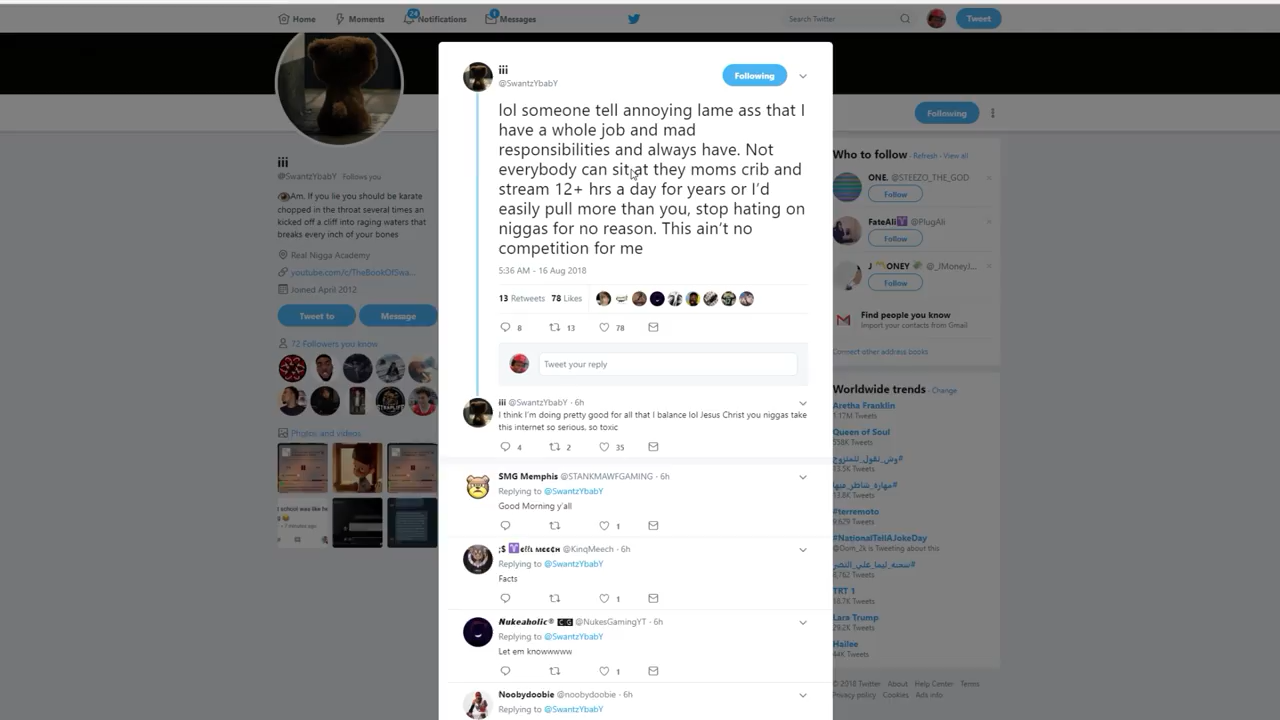 Home
Moments
24
Notifications
Messages
Search Twitter
Tweet
iii
@SwantzYbabY Follows you
Am. If you lie you should be karate
chopped in the throat several times an
kicked off a cliff into raging waters that
breaks every inch of your bones
Real Nigga Academy
youtube.com/c/TheBookOfSwa...
Joined April 2012
Tweet to
Message
72 Followers you know
Photos and videos
iii
@SwantzYbabY
Following
lol someone tell annoying lame ass that I
have a whole job and mad
responsibilities and always have. Not
everybody can sit at they moms crib and
stream 12+ hrs a day for years or I'd
easily pull more than you, stop hating on
niggas for no reason. This ain't no
competition for me
5:36 AM - 16 Aug 2018
13 Retweets 78 Likes
8 13 78
Tweet your reply
iii @SwantzYbabY · 6h
I think I'm doing pretty good for all that I balance lol Jesus Christ you niggas take
this internet so serious, so toxic
4 2 35
SMG Memphis @STANKMAWFGAMING · 6h
Replying to @SwantzYbabY
Good Morning y'all
1
@KinqMeech · 6h
Replying to @SwantzYbabY
Facts
1
Nukeaholic® @NukesGamingYT · 6h
Replying to @SwantzYbabY
Let em knowwwww
1
Noobydoobie @noobydoobie · 6h
Replying to @SwantzYbabY
Following
Who to follow · Refresh · View all
ONE. @STEEZO_THE_GOD
Follow
FateAli @PlugAli
Follow
J ONEY @_JMoneyJ...
Follow
Find people you know
Import your contacts from Gmail
Connect other address books
Worldwide trends · Change
Aretha Franklin
Queen of Soul
558K Tweets
13.5K Tweets
13.8K Tweets
#terremoto
9,629 Tweets
#NationalTellAJokeDay
@Dom_2k is Tweeting about this
8,762 Tweets
TRT 1
18.7K Tweets
Lara Trump
29.2K Tweets
Hailee
44K Tweets
© 2018 Twitter About Help Center Terms
Privacy policy Cookies Ads info